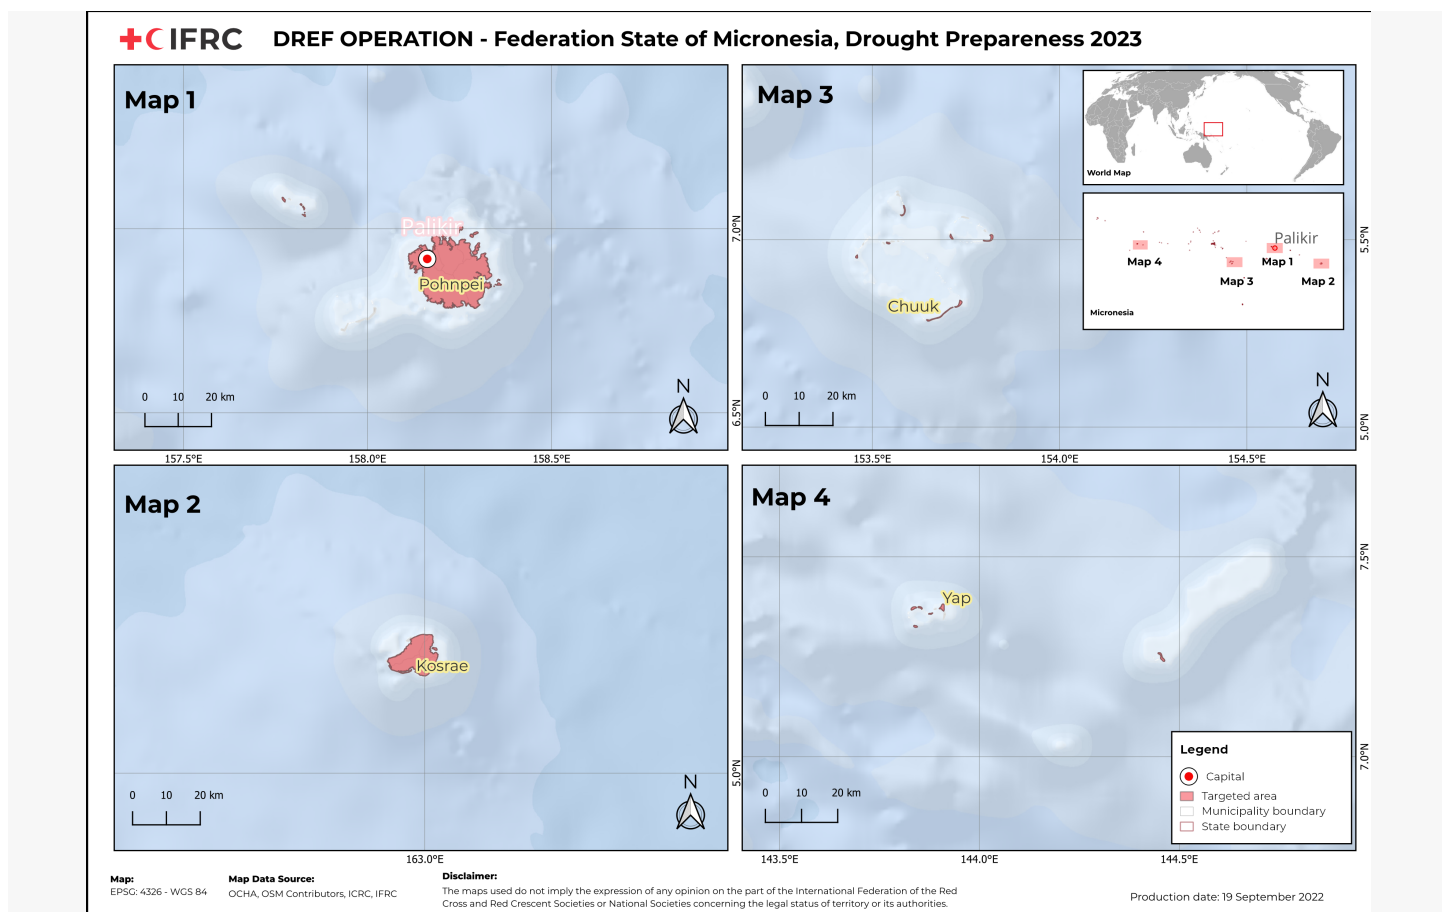 IFRC
DREF OPERATION - Federation State of Micronesia, Drought Prepareness 2023
Map 1
Palikir
Pohnpei
0 10 20 km
N
7.0°N
6.5°N
157.5°E 158.0°E 158.5°E
Map 3
Chuuk
0 10 20 km
N
5.5°N
5.0°N
153.5°E 154.0°E 154.5°E
World Map
Palikir
Map 4
Map 1
Map 3
Map 2
Micronesia
Map 2
Kosrae
0 10 20 km
N
5.0°N
163.0°E
Map 4
Yap
0 10 20 km
7.5°N
7.0°N
143.5°E 144.0°E 144.5°E
Legend
Capital
Targeted area
Municipality boundary
State boundary
Map:
EPSG: 4326 - WGS 84
Map Data Source:
OCHA, OSM Contributors, ICRC, IFRC
Disclaimer:
The maps used do not imply the expression of any opinion on the part of the International Federation of the Red
Cross and Red Crescent Societies or National Societies concerning the legal status of territory or its authorities.
Production date: 19 September 2022